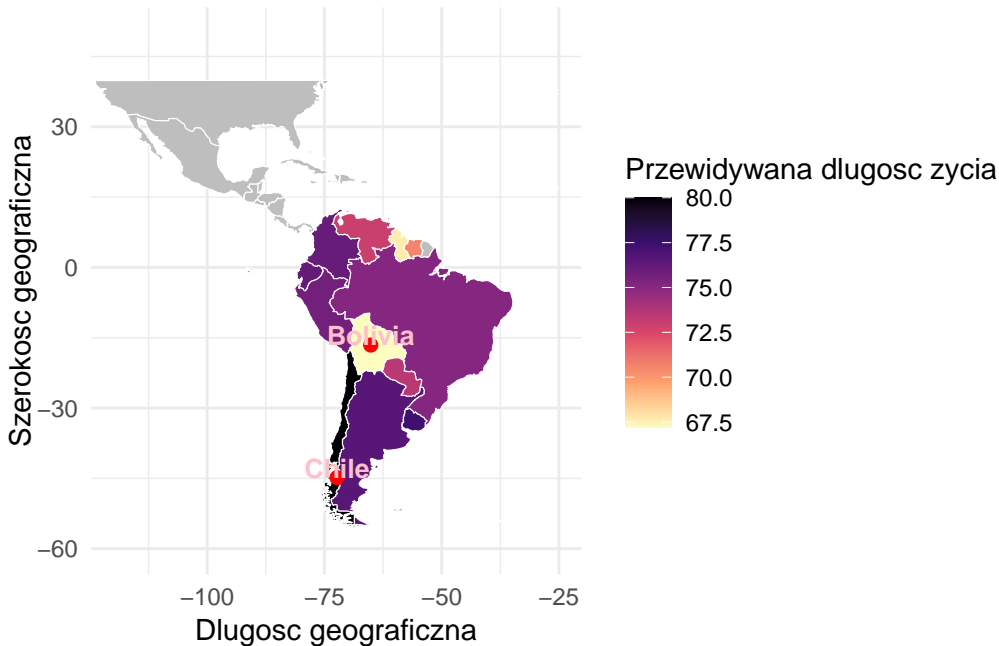 Szerokosc geograficzna
30
0
−30
−60
Bolivia
Chile
−100
−75
−50
−25
Dlugosc geograficzna
Przewidywana dlugosc zycia
80.0
77.5
75.0
72.5
70.0
67.5